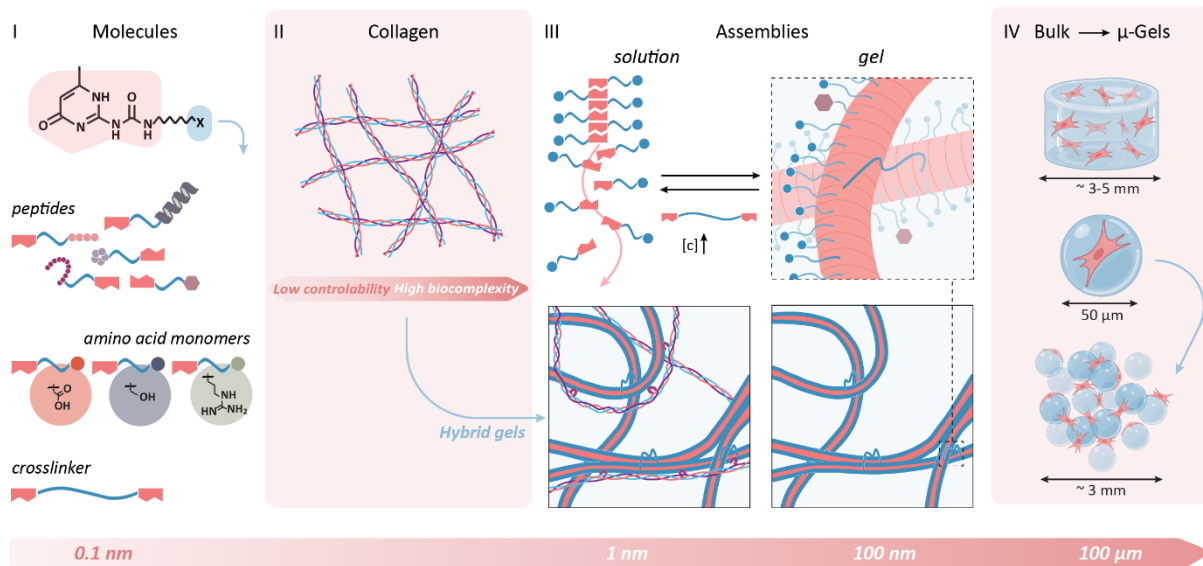 I Molecules
II Collagen
III Assemblies
IV Bulk → μ-Gels
solution
gel
NH
O
N
N
H
O
N
H
X
peptides
[c]
~ 3-5 mm
Low controlability High biocomplexity
50 μm
amino acid monomers
O
OH
OH
N
H
HN
NH₂
Hybrid gels
crosslinker
~ 3 mm
0.1 nm
1 nm
100 nm
100 μm